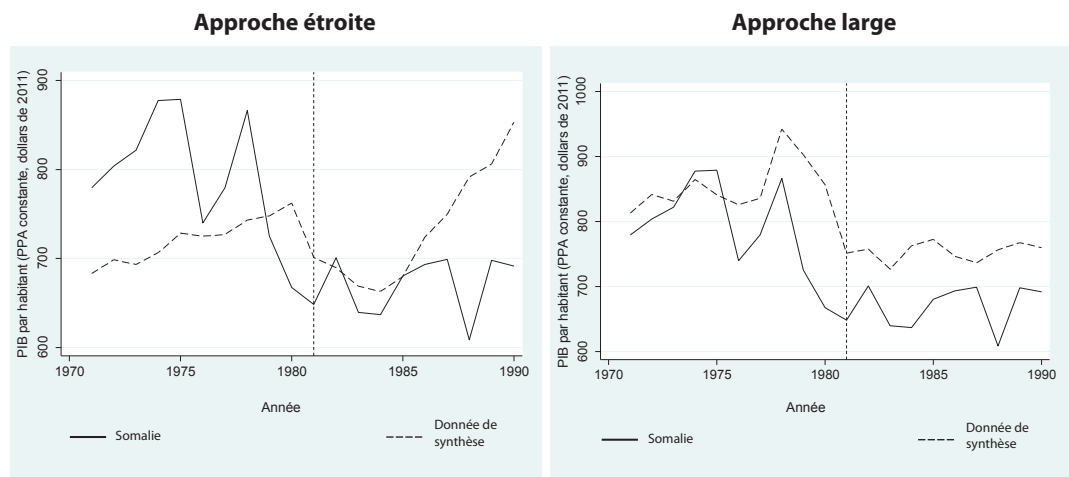 Approche étroite
PIB par habitant (PPA constante, dollars de 2011)
900
800
700
600
1970
1975
1980
1985
1990
Année
Somalie
Donnée de
synthèse
Approche large
PIB par habitant (PPA constante, dollars de 2011)
1000
900
800
700
600
1970
1975
1980
1985
1990
Année
Somalie
Donnée de
synthèse